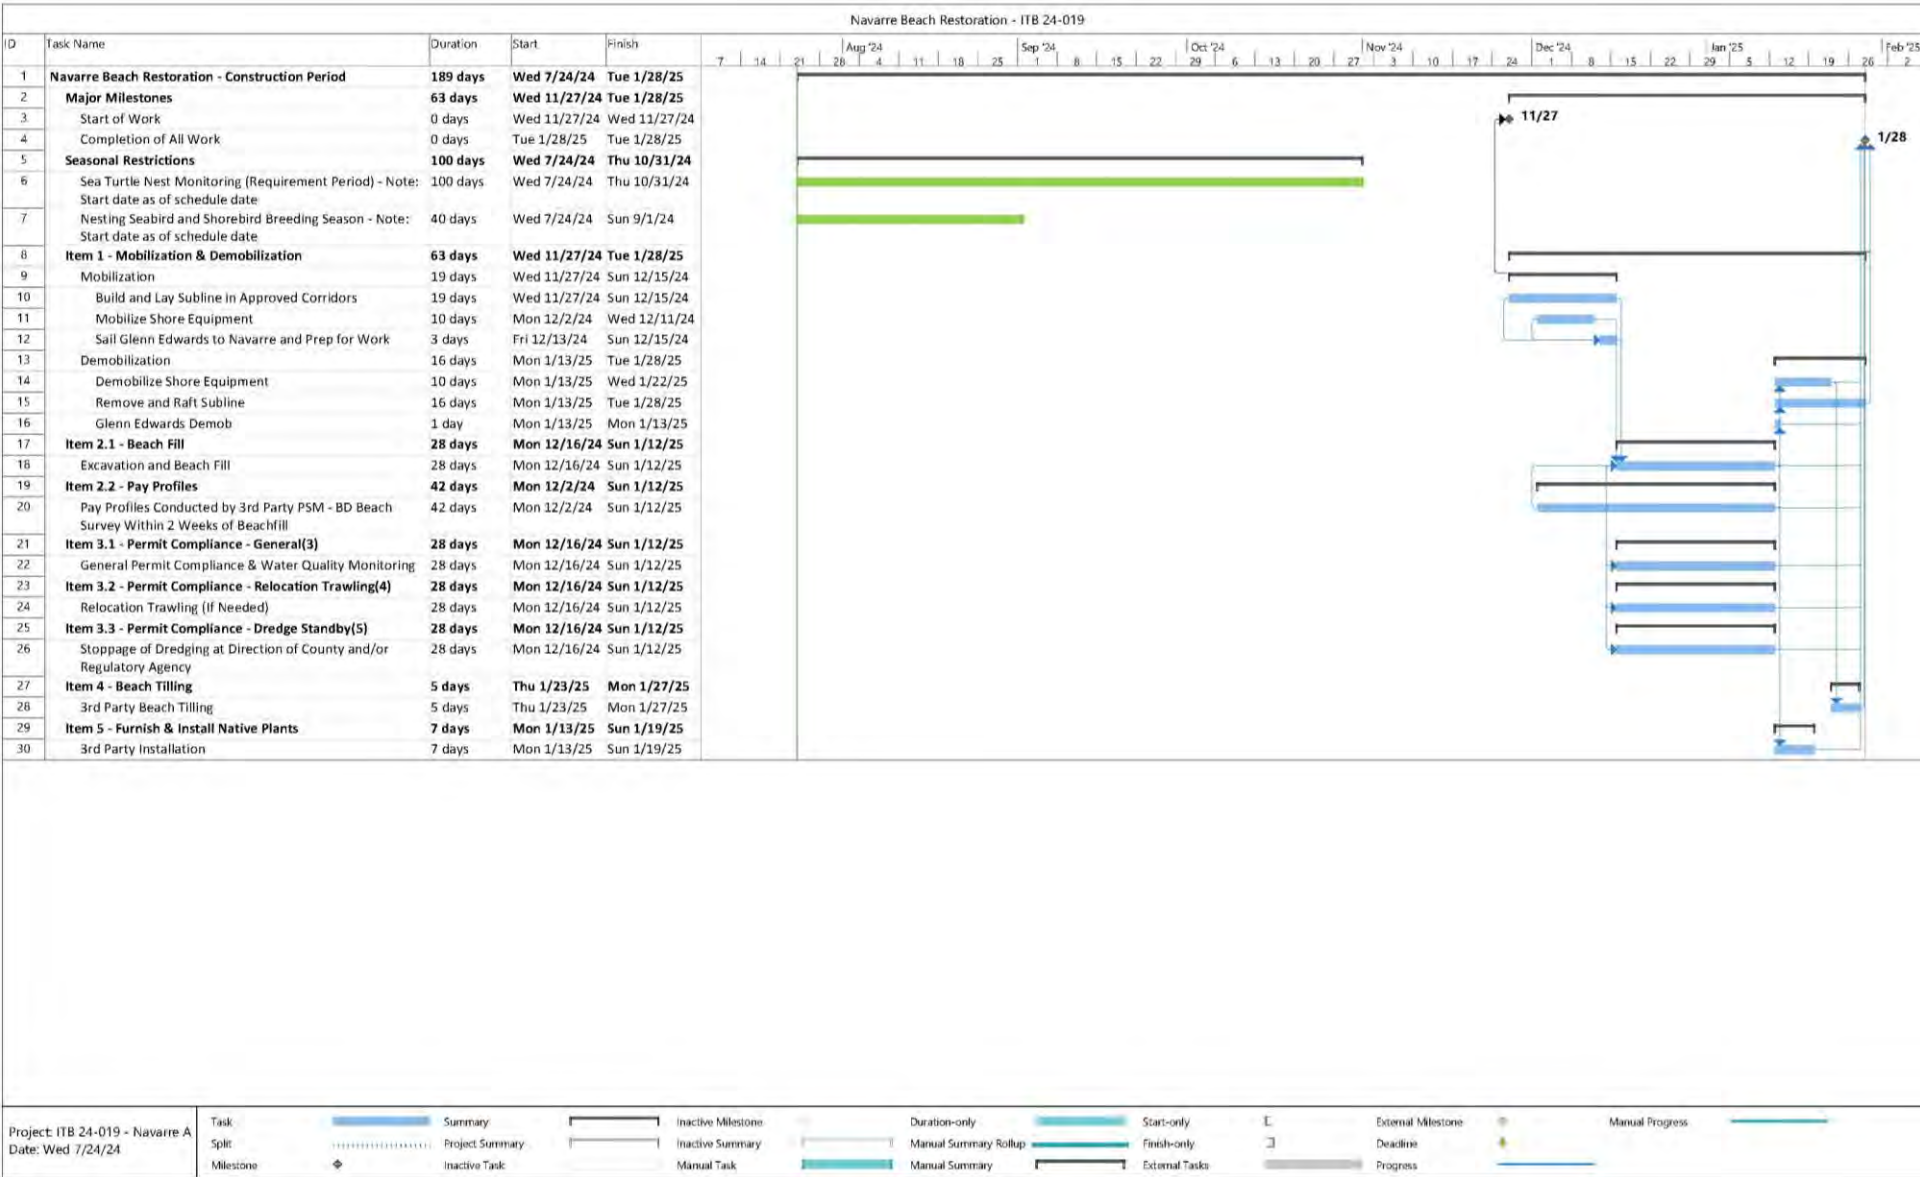 Navarre Beach Restoration - ITB 24-019
ID Task Name Duration Start Finish
Aug '24 Sep '24 Oct '24 Nov '24 Dec '24 Jan '25 Feb '25
7 14 21 28 4 11 18 25 1 8 15 22 29 6 13 20 27 3 10 17 24 1 8 15 22 29 5 12 19 26 2
1 Navarre Beach Restoration - Construction Period 189 days Wed 7/24/24 Tue 1/28/25
2 Major Milestones 63 days Wed 11/27/24 Tue 1/28/25
3 Start of Work 0 days Wed 11/27/24 Wed 11/27/24 11/27
4 Completion of All Work 0 days Tue 1/28/25 Tue 1/28/25 1/28
5 Seasonal Restrictions 100 days Wed 7/24/24 Thu 10/31/24
6 Sea Turtle Nest Monitoring (Requirement Period) - Note: 100 days Wed 7/24/24 Thu 10/31/24
Start date as of schedule date
7 Nesting Seabird and Shorebird Breeding Season - Note: 40 days Wed 7/24/24 Sun 9/1/24
Start date as of schedule date
8 Item 1 - Mobilization & Demobilization 63 days Wed 11/27/24 Tue 1/28/25
9 Mobilization 19 days Wed 11/27/24 Sun 12/15/24
10 Build and Lay Subline in Approved Corridors 19 days Wed 11/27/24 Sun 12/15/24
11 Mobilize Shore Equipment 10 days Mon 12/2/24 Wed 12/11/24
12 Sail Glenn Edwards to Navarre and Prep for Work 3 days Fri 12/13/24 Sun 12/15/24
13 Demobilization 16 days Mon 1/13/25 Tue 1/28/25
14 Demobilize Shore Equipment 10 days Mon 1/13/25 Wed 1/22/25
15 Remove and Raft Subline 16 days Mon 1/13/25 Tue 1/28/25
16 Glenn Edwards Demob 1 day Mon 1/13/25 Mon 1/13/25
17 Item 2.1 - Beach Fill 28 days Mon 12/16/24 Sun 1/12/25
18 Excavation and Beach Fill 28 days Mon 12/16/24 Sun 1/12/25
19 Item 2.2 - Pay Profiles 42 days Mon 12/2/24 Sun 1/12/25
20 Pay Profiles Conducted by 3rd Party PSM - BD Beach 42 days Mon 12/2/24 Sun 1/12/25
Survey Within 2 Weeks of Beachfill
21 Item 3.1 - Permit Compliance - General(3) 28 days Mon 12/16/24 Sun 1/12/25
22 General Permit Compliance & Water Quality Monitoring 28 days Mon 12/16/24 Sun 1/12/25
23 Item 3.2 - Permit Compliance - Relocation Trawling(4) 28 days Mon 12/16/24 Sun 1/12/25
24 Relocation Trawling (If Needed) 28 days Mon 12/16/24 Sun 1/12/25
25 Item 3.3 - Permit Compliance - Dredge Standby(5) 28 days Mon 12/16/24 Sun 1/12/25
26 Stoppage of Dredging at Direction of County and/or 28 days Mon 12/16/24 Sun 1/12/25
Regulatory Agency
27 Item 4 - Beach Tilling 5 days Thu 1/23/25 Mon 1/27/25
28 3rd Party Beach Tilling 5 days Thu 1/23/25 Mon 1/27/25
29 Item 5 - Furnish & Install Native Plants 7 days Mon 1/13/25 Sun 1/19/25
30 3rd Party Installation 7 days Mon 1/13/25 Sun 1/19/25
Project: ITB 24-019 - Navarre A
Date: Wed 7/24/24
Task Summary Inactive Milestone Duration-only Start-only External Milestone Manual Progress
Split Project Summary Inactive Summary Manual Summary Rollup Finish-only Deadline
Milestone Inactive Task Manual Task Manual Summary External Tasks Progress